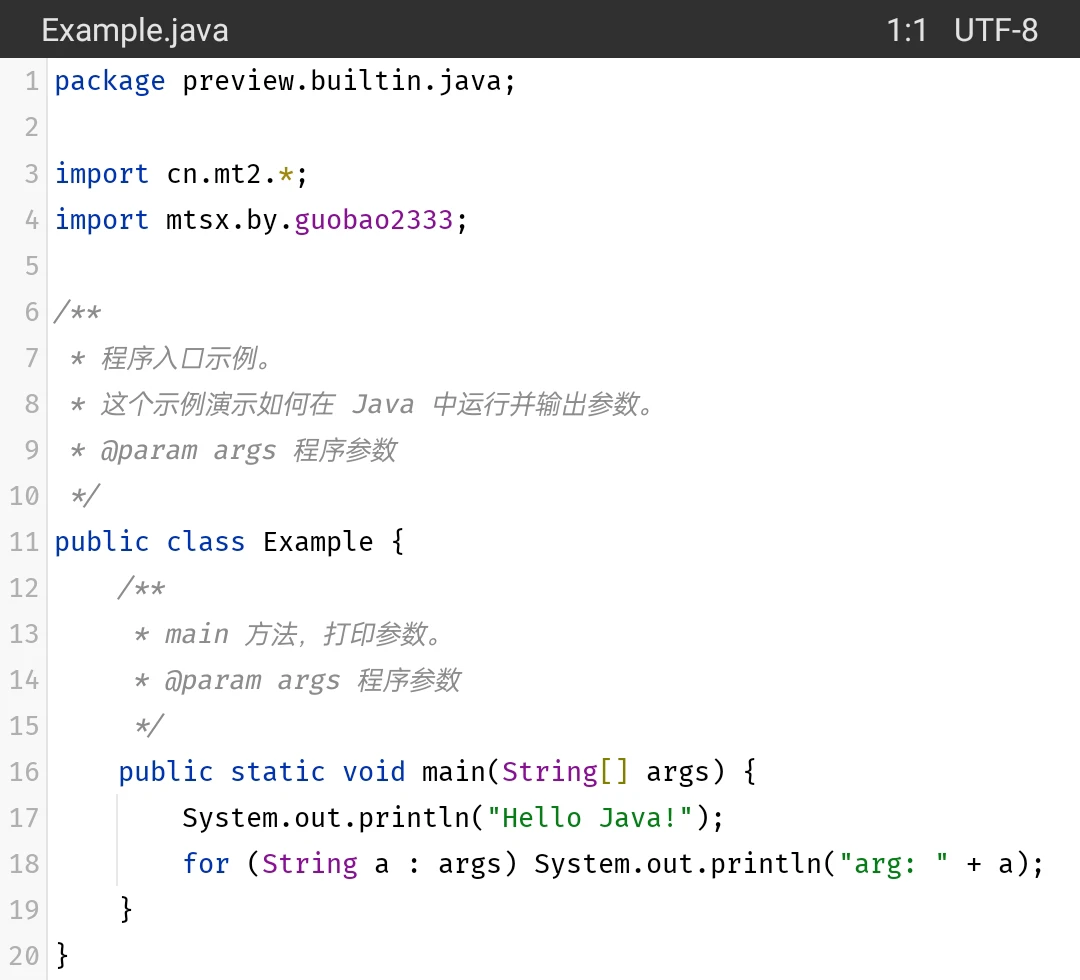 Example.java 1:1 UTF-8
1 package preview.builtin.java;
2
3 import cn.mt2.*;
4 import mtsx.by.guobao2333;
5
6 /**
7  * 程序入口示例。
8  * 这个示例演示如何在 Java 中运行并输出参数。
9  * @param args 程序参数
10  */
11 public class Example {
12     /**
13      * main 方法，打印参数。
14      * @param args 程序参数
15      */
16     public static void main(String[] args) {
17         System.out.println("Hello Java!");
18         for (String a : args) System.out.println("arg: " + a);
19     }
20 }